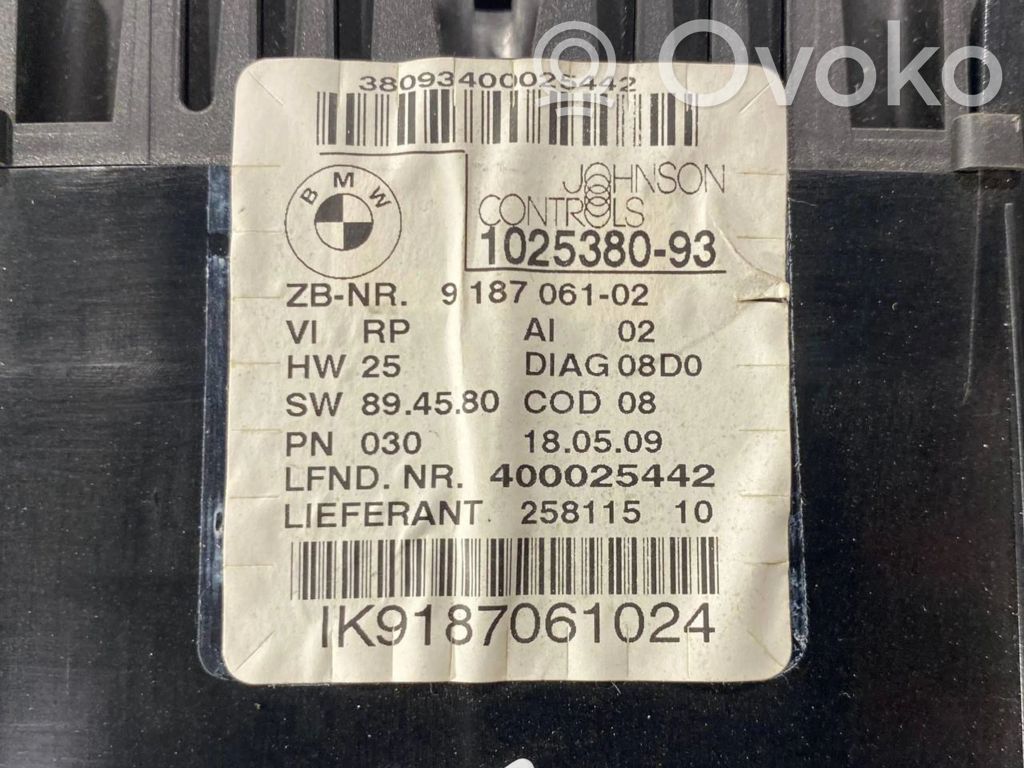 Ovoko
38093400025442
BMW
JOHNSON
CONTROLS
1025380-93
ZB-NR. 9 187 061-02
VI RP AI 02
HW 25 DIAG 08D0
SW 89.45.80 COD 08
PN 030 18.05.09
LFND. NR. 400025442
LIEFERANT 258115 10
IK9187061024